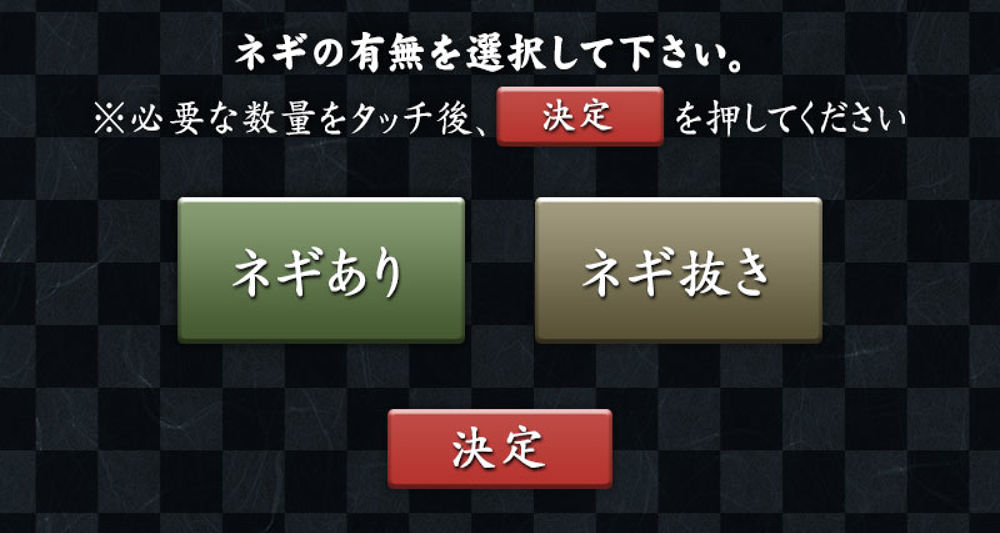 ネギの有無を選択して下さい。
※必要な数量をタッチ後、 決定 を押してください
ネギあり
ネギ抜き
決定